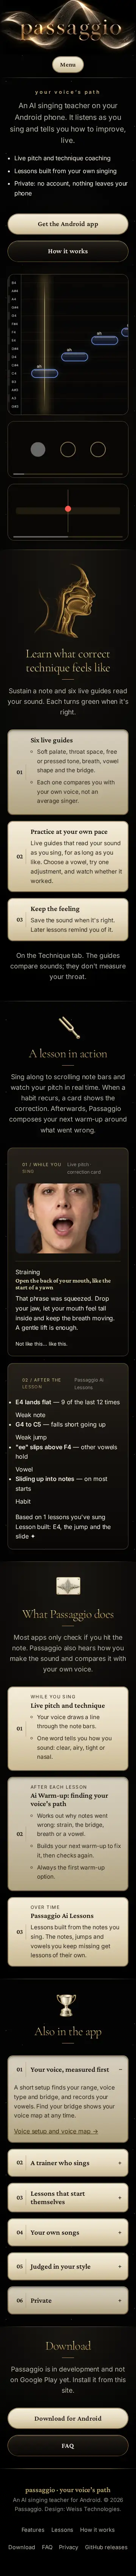 passaggio
Menu
your voice's path
An AI singing teacher on your
Android phone. It listens as you
sing and tells you how to improve,
live.
Live pitch and technique coaching
Lessons built from your own singing
Private: no account, nothing leaves your
phone
Get the Android app
How it works
Learn what correct
technique feels like
Sustain a note and six live guides read
your sound. Each turns green when it's
right.
01
Six live guides
Soft palate, throat space, free
or pressed tone, breath, vowel
shape and the bridge.
Each one compares you with
your own voice, not an
average singer.
02
Practice at your own pace
Live guides that read your sound
as you sing, for as long as you
like. Choose a vowel, try one
adjustment, and watch whether it
worked.
03
Keep the feeling
Save the sound when it's right.
Later lessons remind you of it.
On the Technique tab. The guides
compare sounds; they don't measure
your throat.
A lesson in action
Sing along to scrolling note bars and
see your pitch in real time. When a
habit recurs, a card shows the
correction. Afterwards, Passaggio
composes your next warm-up around
what went wrong.
01 / WHILE YOU
SING
Live pitch
correction card
Straining
Open the back of your mouth, like the
start of a yawn
That phrase was squeezed. Drop
your jaw, let your mouth feel tall
inside and keep the breath moving.
A gentle lift is enough.
Not like this... like this.
02 / AFTER THE
LESSON
Passaggio Ai
Lessons
E4 lands flat — 9 of the last 12 times
Weak note
G4 to C5 — falls short going up
Weak jump
"ee" slips above F4 — other vowels
hold
Vowel
Sliding up into notes — on most
starts
Habit
Based on 1 lessons you've sung
Lesson built: E4, the jump and the
slide ✦
What Passaggio does
Most apps only check if you hit the
note. Passaggio also hears how you
make the sound and compares it with
your own voice.
01
WHILE YOU SING
Live pitch and technique
Your voice draws a line
through the note bars.
One word tells you how you
sound: clear, airy, tight or
nasal.
02
AFTER EACH LESSON
Ai Warm-up: finding your
voice's path
Works out why notes went
wrong: strain, the bridge,
breath or a vowel.
Builds your next warm-up to fix
it, then checks again.
Always the first warm-up
option.
03
OVER TIME
Passaggio Ai Lessons
Lessons built from the notes you
sing. The notes, jumps and
vowels you keep missing get
lessons of their own.
Also in the app
01 Your voice, measured first −
A short setup finds your range, voice
type and bridge, and records your
vowels. Find your bridge shows your
voice map at any time.
Voice setup and voice map →
02 A trainer who sings +
03 Lessons that start
themselves +
04 Your own songs +
05 Judged in your style +
06 Private +
Download
Passaggio is in development and not
on Google Play yet. Install it from this
site.
Download for Android
FAQ
passaggio · your voice's path
An AI singing teacher for Android. © 2026
Passaggio. Design: Weiss Technologies.
Features Lessons How it works
Download FAQ Privacy GitHub releases